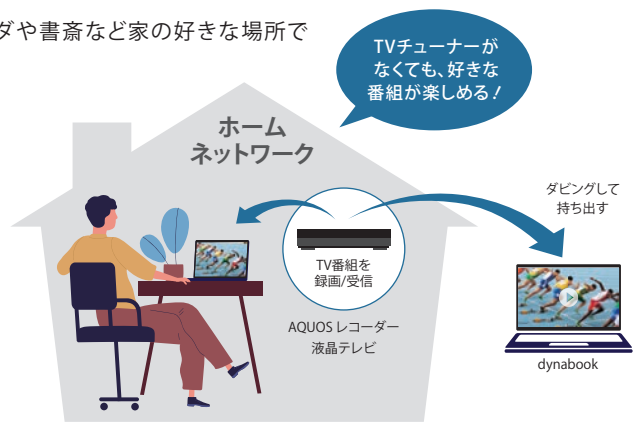 ダや書斎など家の好きな場所で
TVチューナーが
なくても、好きな
番組が楽しめる!
ホーム
ネットワーク
ダビングして
持ち出す
TV番組を
録画/受信
AQUOS レコーダー
液晶テレビ
dynabook